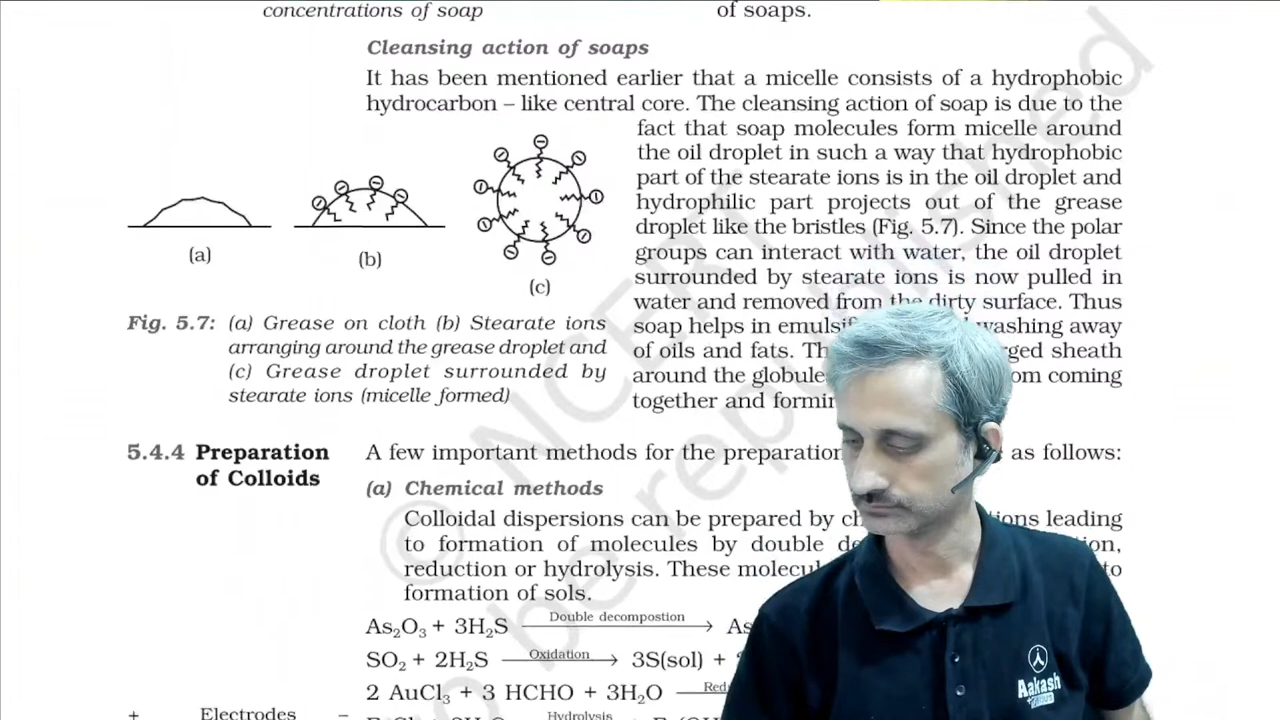 concentrations of soap
of soaps.
Cleansing action of soaps
It has been mentioned earlier that a micelle consists of a hydrophobic
hydrocarbon – like central core. The cleansing action of soap is due to the
fact that soap molecules form micelle around
the oil droplet in such a way that hydrophobic
part of the stearate ions is in the oil droplet and
hydrophilic part projects out of the grease
droplet like the bristles (Fig. 5.7). Since the polar
groups can interact with water, the oil droplet
surrounded by stearate ions is now pulled in
water and removed from the dirty surface. Thus
soap helps in emulsif washing away
of oils and fats. Th rged sheath
around the globule om coming
together and formin
(a)
(b)
(c)
Fig. 5.7: (a) Grease on cloth (b) Stearate ions
arranging around the grease droplet and
(c) Grease droplet surrounded by
stearate ions (micelle formed)
5.4.4 Preparation
of Colloids
A few important methods for the preparation as follows:
(a) Chemical methods
Colloidal dispersions can be prepared by ch tions leading
to formation of molecules by double de tion,
reduction or hydrolysis. These molecul to
formation of sols.
As₂O₃ + 3H₂S Double decompostion → As
SO₂ + 2H₂S Oxidation → 3S(sol) +
2 AuCl₃ + 3 HCHO + 3H₂O Red
Hydrolysis
+ Electrodes –
© NCERT
be republished
Aakash